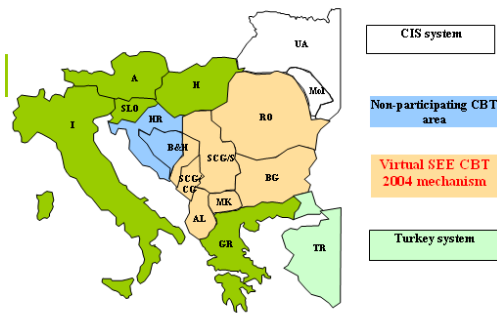 CIS system
UA
A
H
Mol
Non-participating CBT
area
SLO
HR
RO
I
B&H
SCG/S
Virtual SEE CBT
2004 mechanism
SCG/
CG
BG
MK
AL
Turkey system
GR
TR